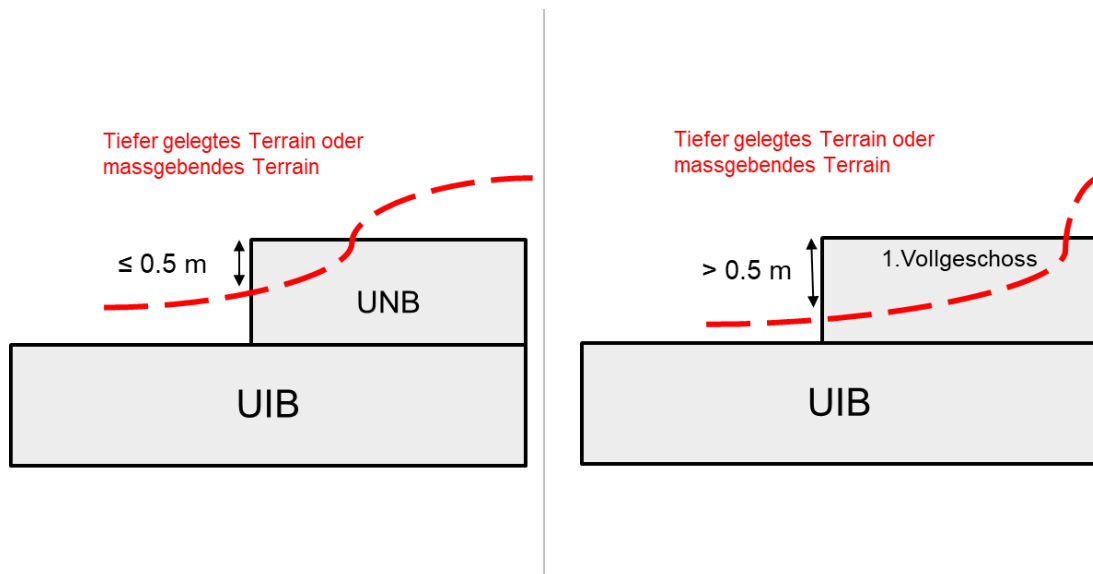 Tiefer gelegtes Terrain oder
massgebendes Terrain
≤ 0.5 m
UNB
UIB
Tiefer gelegtes Terrain oder
massgebendes Terrain
> 0.5 m
1.Vollgeschoss
UIB